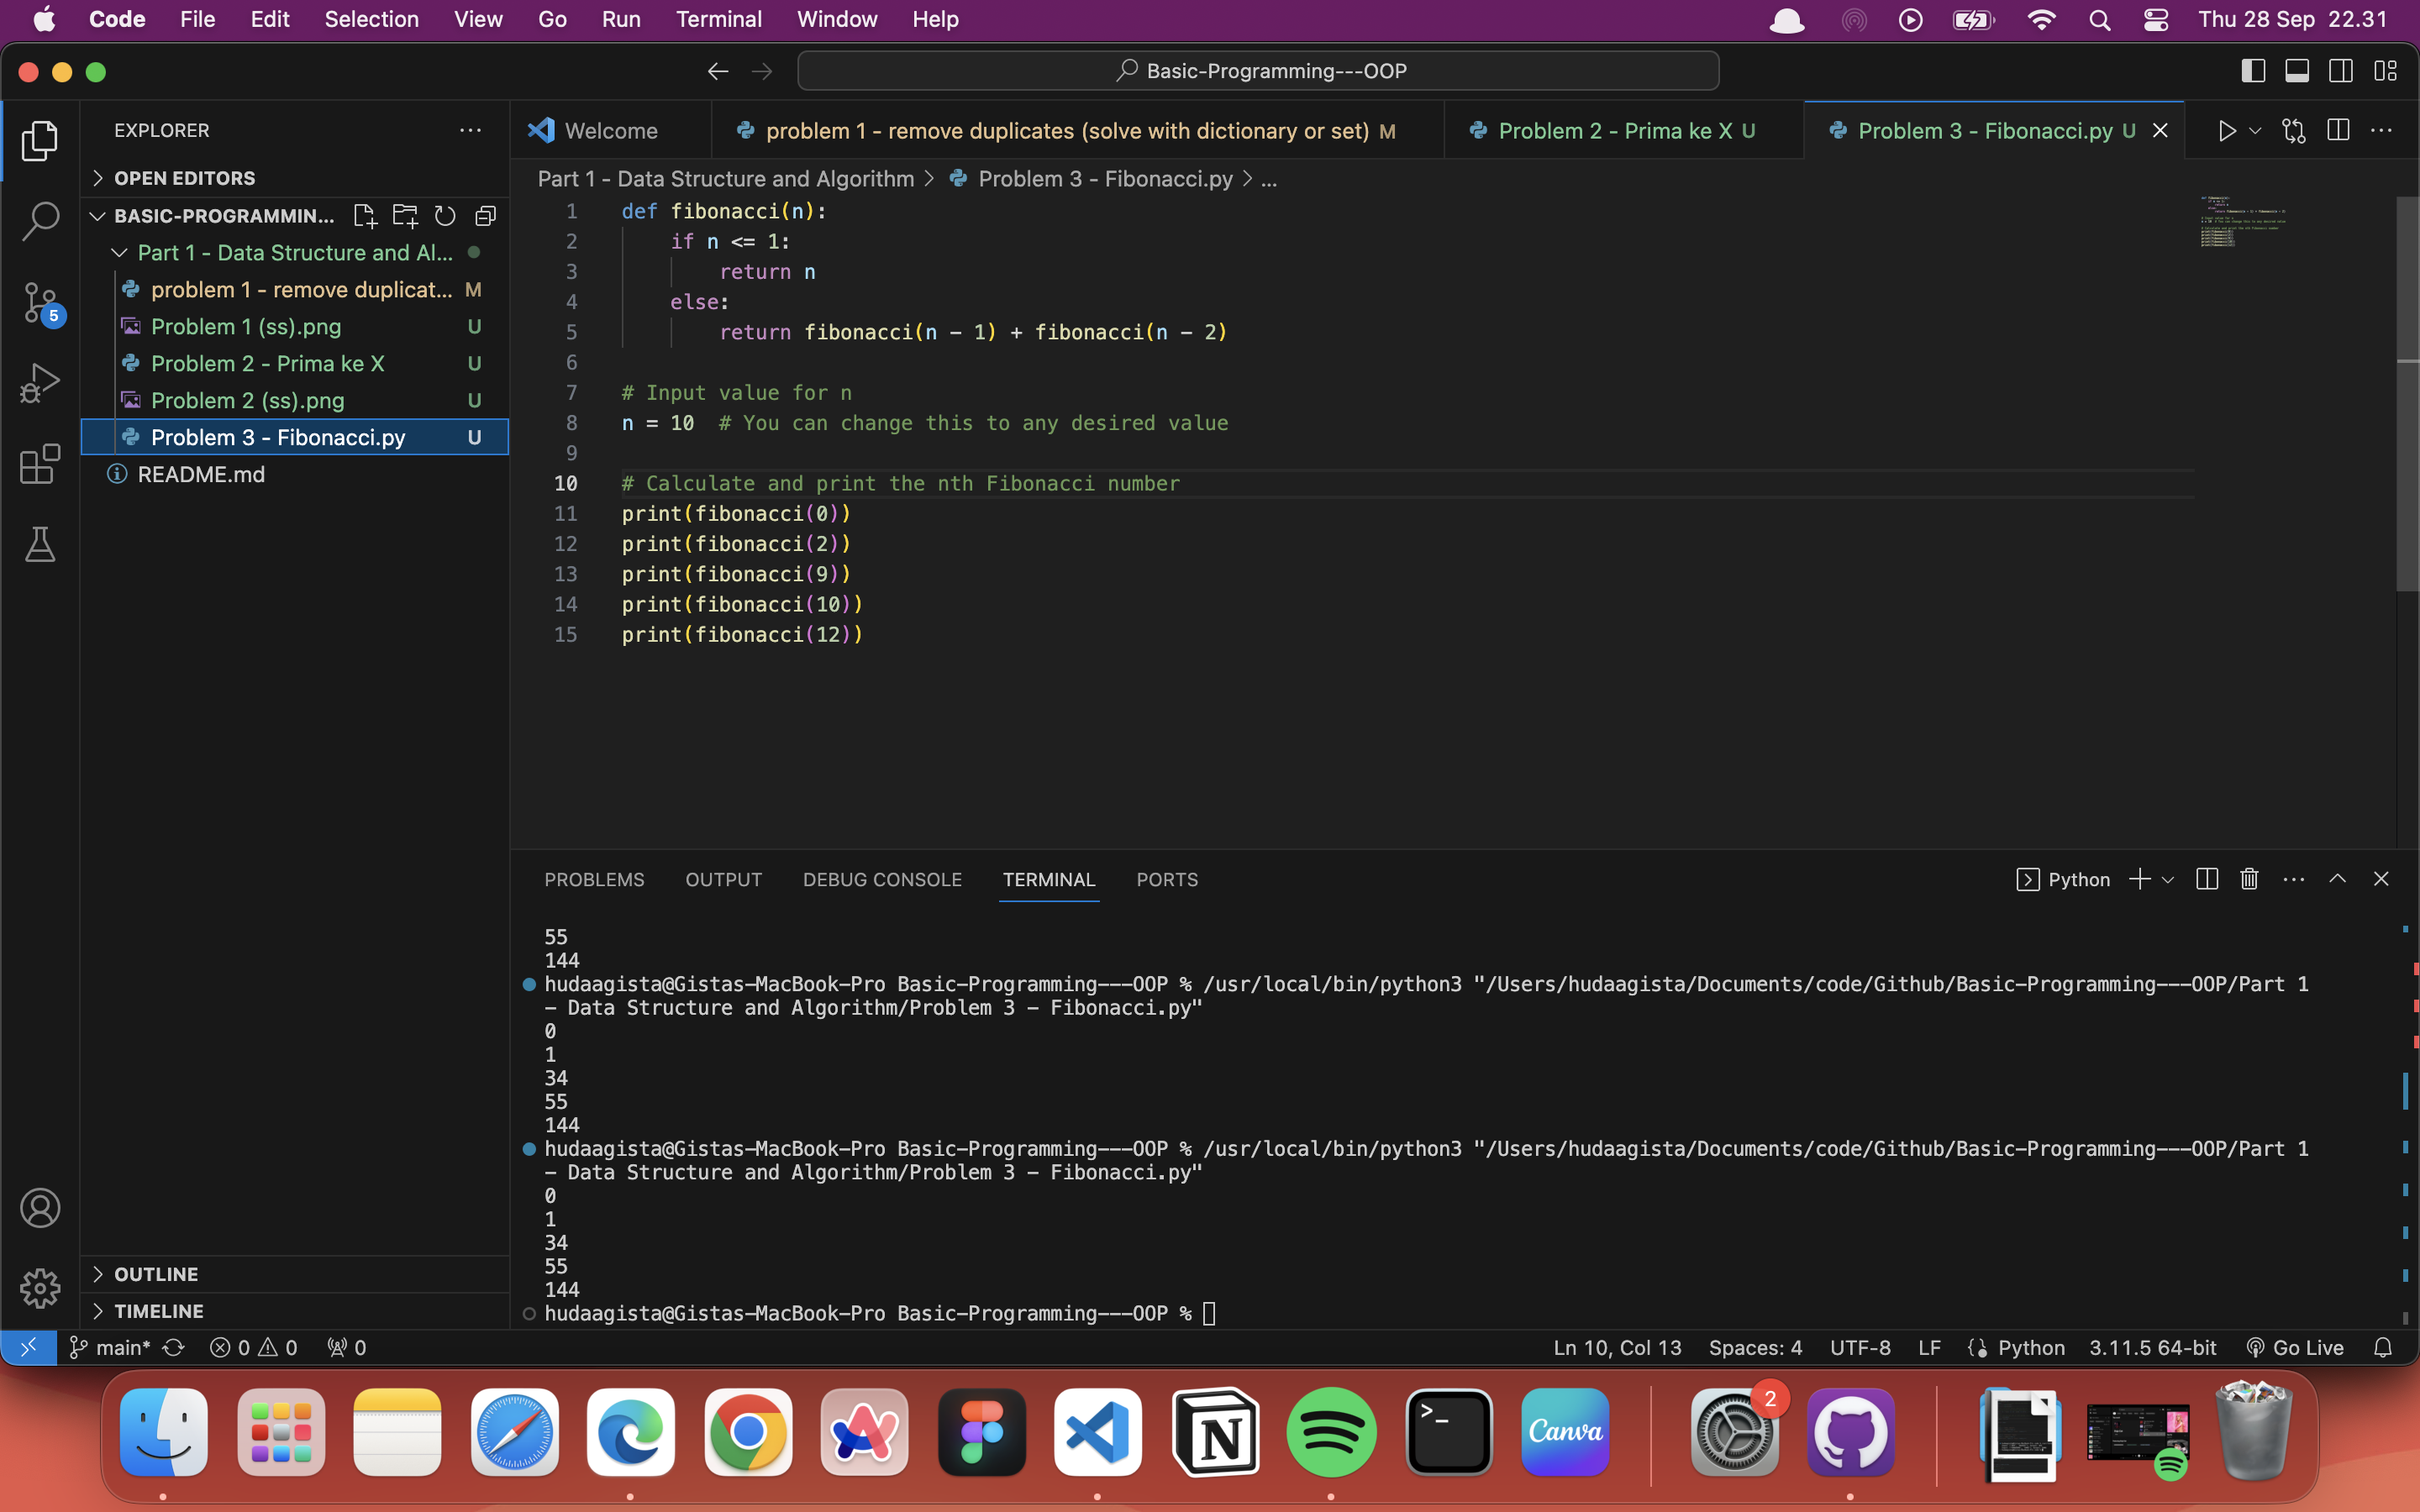 Code File Edit Selection View Go Run Terminal Window Help Thu 28 Sep 22.31
Basic-Programming---OOP
EXPLORER
OPEN EDITORS
BASIC-PROGRAMMIN...
Part 1 - Data Structure and Al...
problem 1 - remove duplicat... M
Problem 1 (ss).png U
Problem 2 - Prima ke X U
Problem 2 (ss).png U
Problem 3 - Fibonacci.py U
README.md
5
OUTLINE
TIMELINE
Welcome problem 1 - remove duplicates (solve with dictionary or set) M Problem 2 - Prima ke X U Problem 3 - Fibonacci.py U
Part 1 - Data Structure and Algorithm > Problem 3 - Fibonacci.py > ...
1 def fibonacci(n):
2 if n <= 1:
3 return n
4 else:
5 return fibonacci(n - 1) + fibonacci(n - 2)
6
7 # Input value for n
8 n = 10 # You can change this to any desired value
9
10 # Calculate and print the nth Fibonacci number
11 print(fibonacci(0))
12 print(fibonacci(2))
13 print(fibonacci(9))
14 print(fibonacci(10))
15 print(fibonacci(12))
PROBLEMS OUTPUT DEBUG CONSOLE TERMINAL PORTS Python
55
144
hudaagista@Gistas-MacBook-Pro Basic-Programming---OOP % /usr/local/bin/python3 "/Users/hudaagista/Documents/code/Github/Basic-Programming---OOP/Part 1
- Data Structure and Algorithm/Problem 3 - Fibonacci.py"
0
1
34
55
144
hudaagista@Gistas-MacBook-Pro Basic-Programming---OOP % /usr/local/bin/python3 "/Users/hudaagista/Documents/code/Github/Basic-Programming---OOP/Part 1
- Data Structure and Algorithm/Problem 3 - Fibonacci.py"
0
1
34
55
144
hudaagista@Gistas-MacBook-Pro Basic-Programming---OOP %
main* 0 0 0 Ln 10, Col 13 Spaces: 4 UTF-8 LF Python 3.11.5 64-bit Go Live
Canva
2